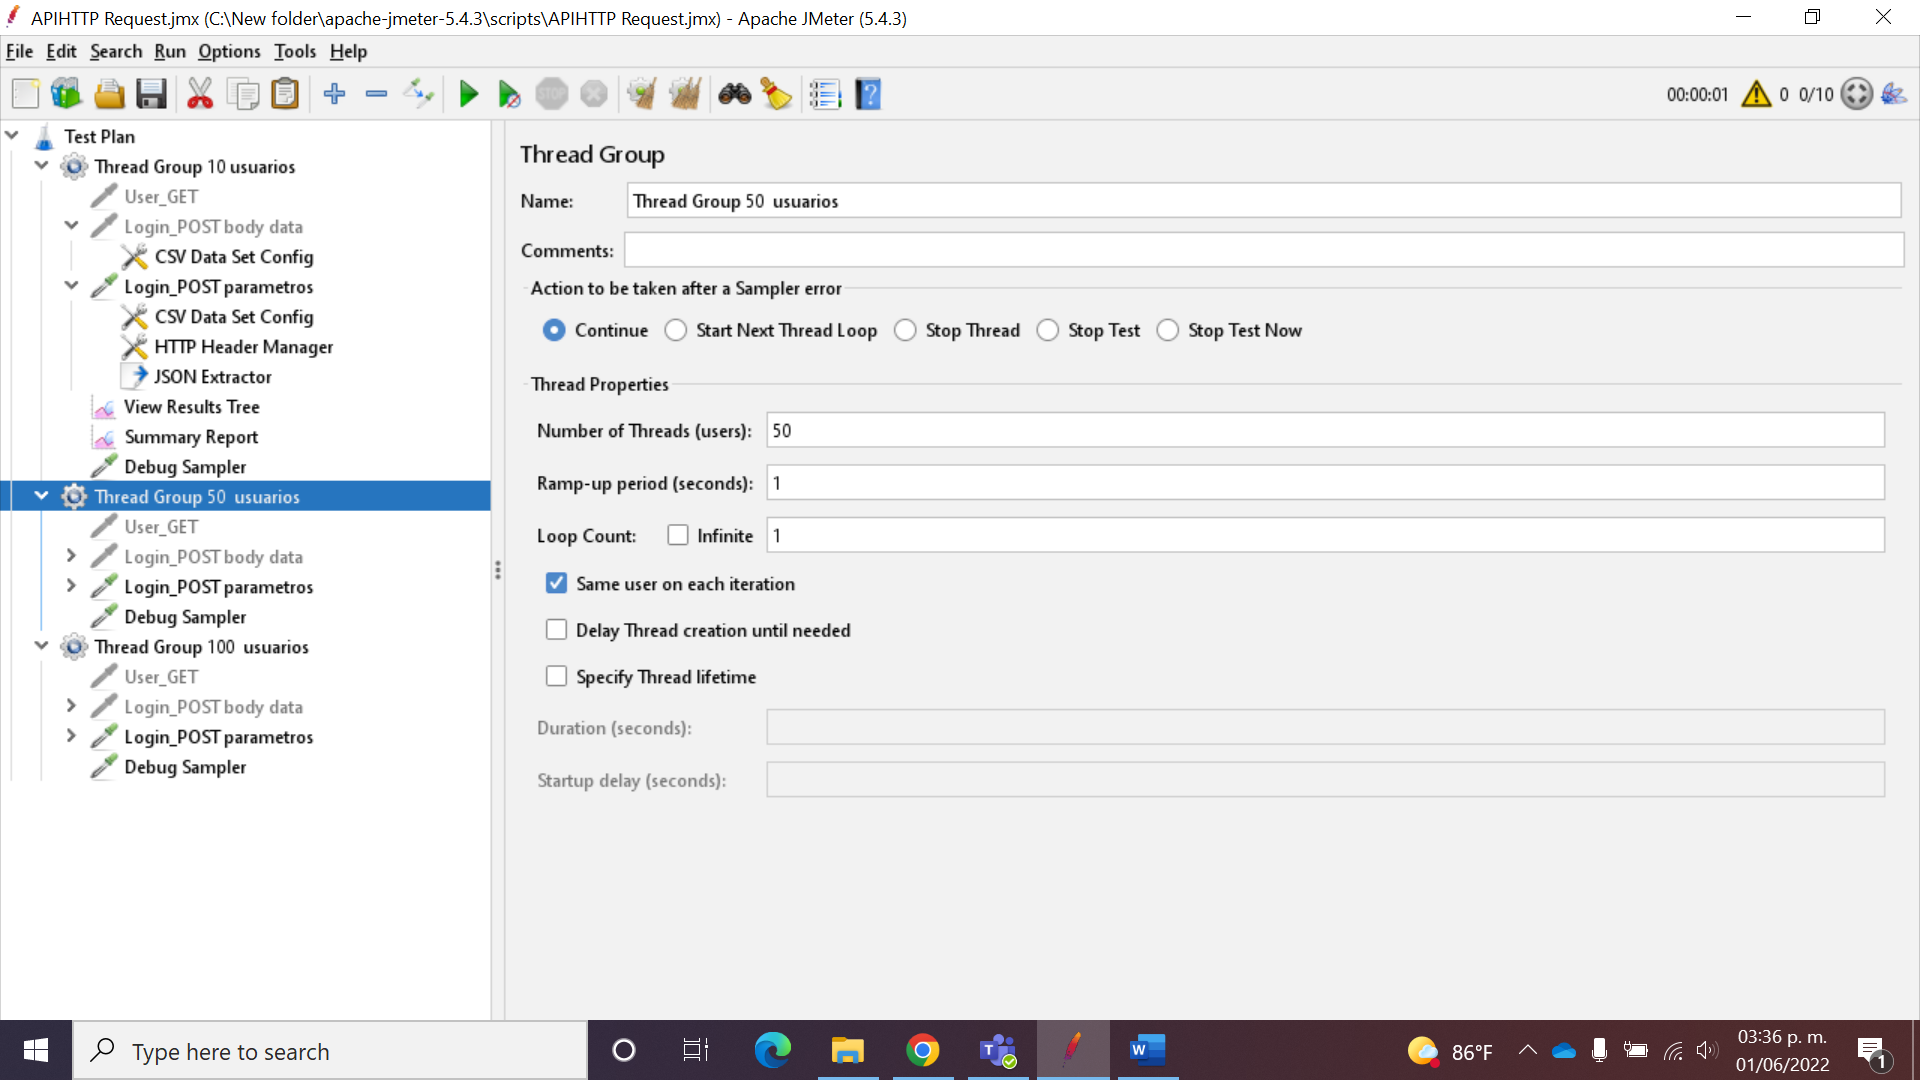 APIHTTP Request.jmx (C:\New folder\apache-jmeter-5.4.3\scripts\APIHTTP Request.jmx) - Apache JMeter (5.4.3)
File Edit Search Run Options Tools Help
STOP
00:00:01 0 0/10
Test Plan
Thread Group 10 usuarios
User_GET
Login_POST body data
CSV Data Set Config
Login_POST parametros
CSV Data Set Config
HTTP Header Manager
JSON Extractor
View Results Tree
Summary Report
Debug Sampler
Thread Group 50  usuarios
User_GET
Login_POST body data
Login_POST parametros
Debug Sampler
Thread Group 100  usuarios
User_GET
Login_POST body data
Login_POST parametros
Debug Sampler
Thread Group
Name: Thread Group 50  usuarios
Comments:
Action to be taken after a Sampler error
Continue Start Next Thread Loop Stop Thread Stop Test Stop Test Now
Thread Properties
Number of Threads (users): 50
Ramp-up period (seconds): 1
Loop Count: Infinite 1
Same user on each iteration
Delay Thread creation until needed
Specify Thread lifetime
Duration (seconds):
Startup delay (seconds):
Type here to search
86°F
03:36 p. m.
01/06/2022
1